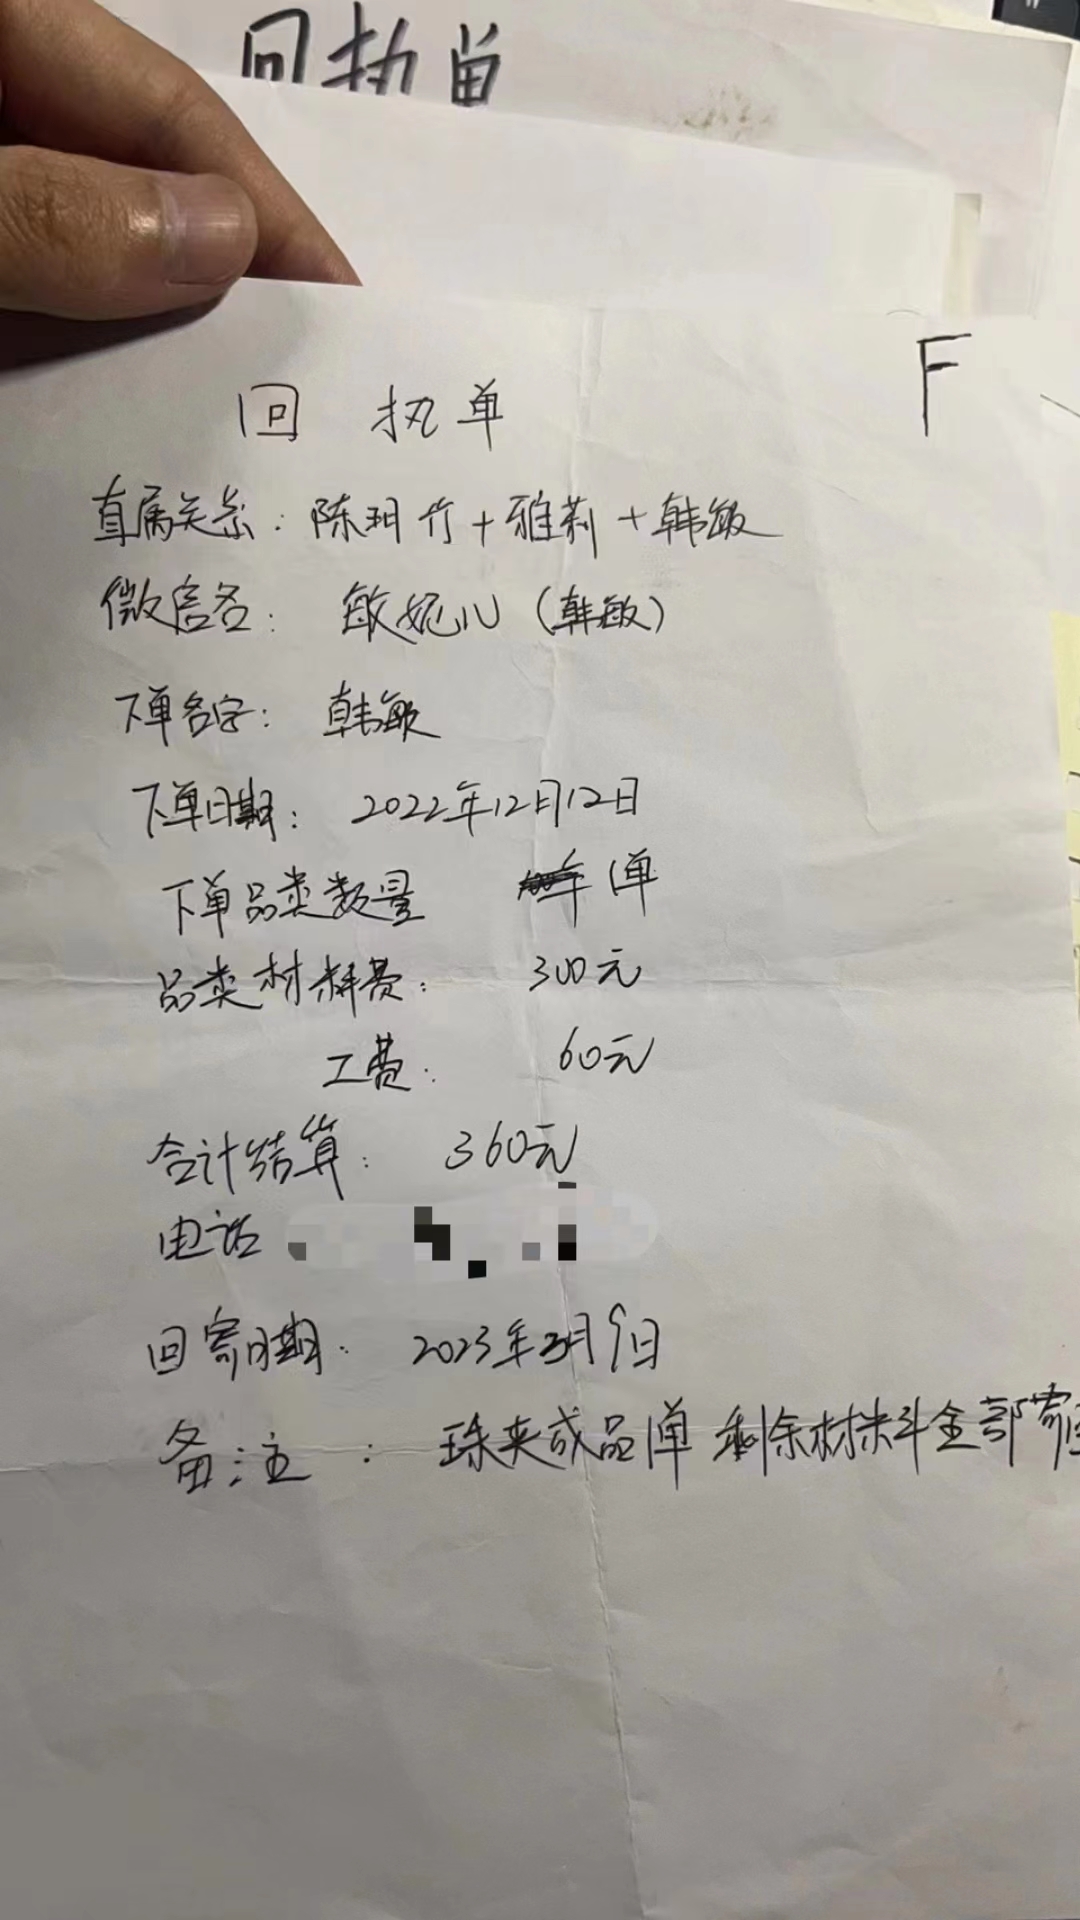 回执单
F
回执单
直属关系：陈玥竹+雅莉+韩敏
微信名：敏妮儿（韩敏）
下单名字：韩敏
下单日期：2022年12月12日
下单品类数量 1单
品类材料费：300元
工费：60元
合计结算：360元
电话
回寄日期：2023年3月9日
备注：珠夹成品1单 剩余材料全部寄